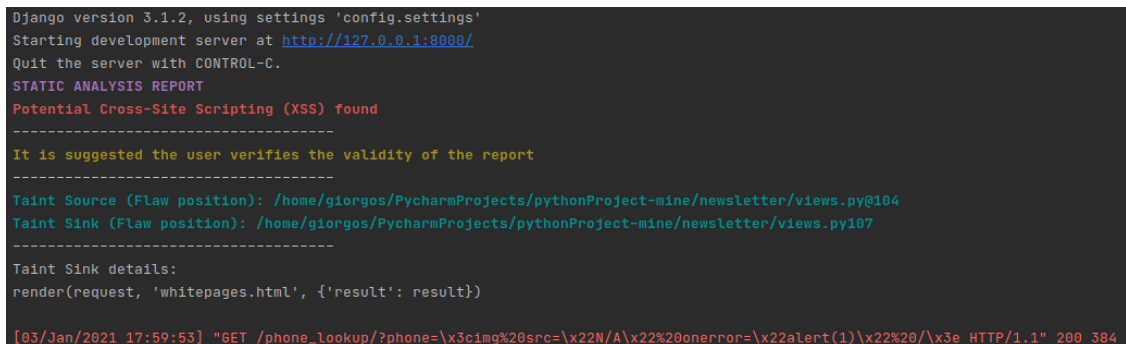 Django version 3.1.2, using settings 'config.settings'
Starting development server at http://127.0.0.1:8000/
Quit the server with CONTROL-C.
STATIC ANALYSIS REPORT
Potential Cross-Site Scripting (XSS) found
-------------------------------------
It is suggested the user verifies the validity of the report
-------------------------------------
Taint Source (Flaw position): /home/giorgos/PycharmProjects/pythonProject-mine/newsletter/views.py@104
Taint Sink (Flaw position): /home/giorgos/PycharmProjects/pythonProject-mine/newsletter/views.py107
-------------------------------------
Taint Sink details:
render(request, 'whitepages.html', {'result': result})
[03/Jan/2021 17:59:53] "GET /phone_lookup/?phone=\x3cimg%20src=\x22N/A\x22%20onerror=\x22alert(1)\x22%20/\x3e HTTP/1.1" 200 384